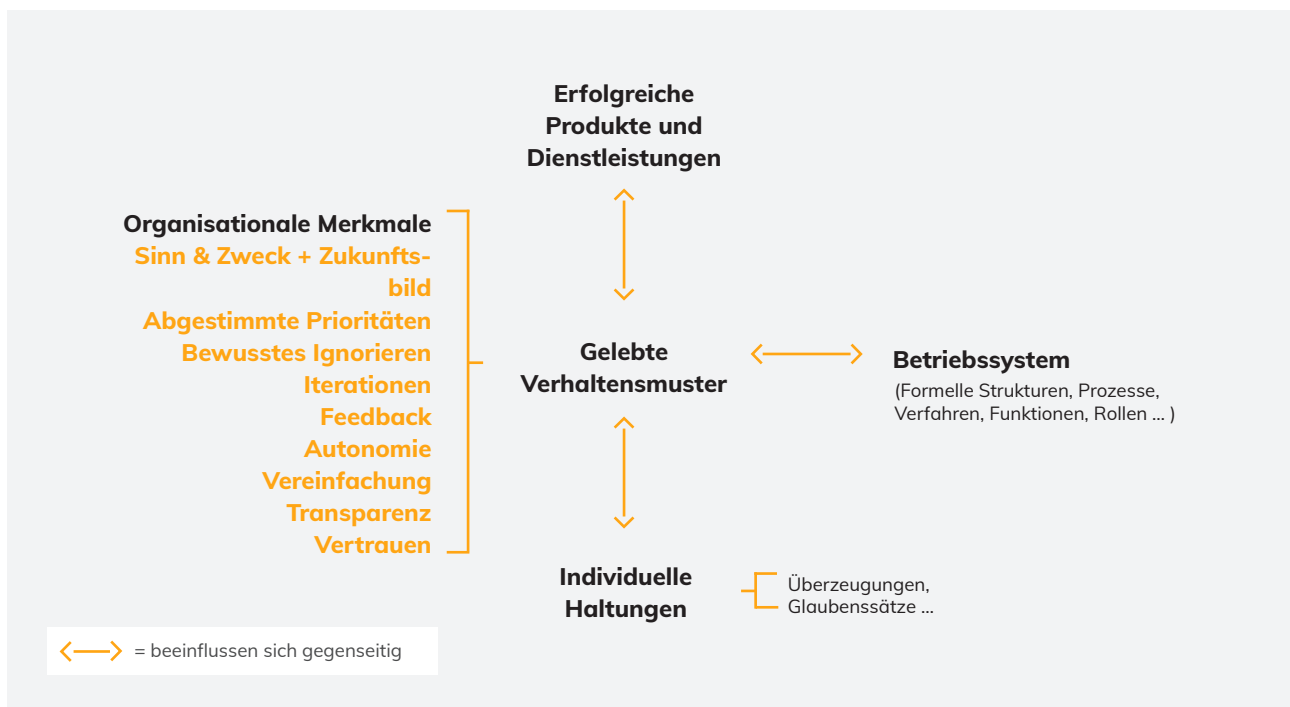 Erfolgreiche
Produkte und
Dienstleistungen
Organisationale Merkmale
Sinn & Zweck + Zukunfts-
bild
Abgestimmte Prioritäten
Bewusstes Ignorieren
Iterationen
Feedback
Autonomie
Vereinfachung
Transparenz
Vertrauen
Gelebte
Verhaltensmuster
Betriebssystem
(Formelle Strukturen, Prozesse,
Verfahren, Funktionen, Rollen ... )
Individuelle
Haltungen
Überzeugungen,
Glaubenssätze ...
= beeinflussen sich gegenseitig